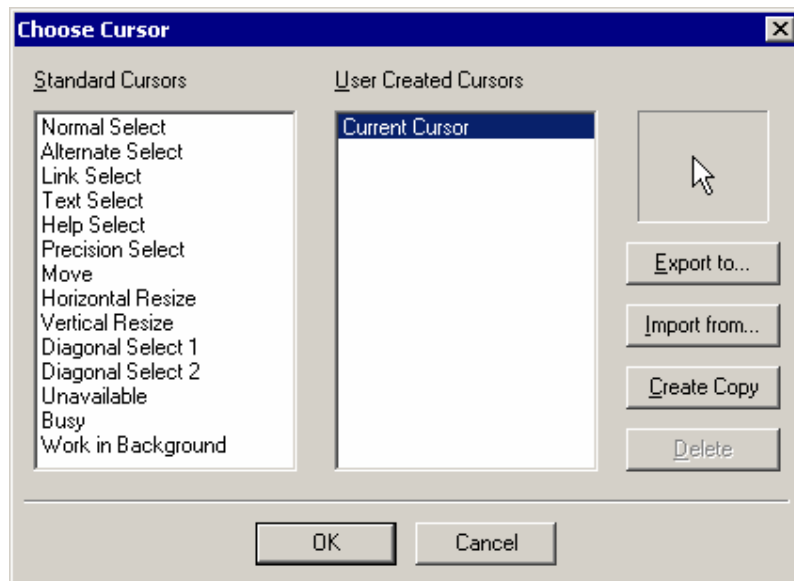 Choose Cursor
Standard Cursors
User Created Cursors
Normal Select
Alternate Select
Link Select
Text Select
Help Select
Precision Select
Move
Horizontal Resize
Vertical Resize
Diagonal Select 1
Diagonal Select 2
Unavailable
Busy
Work in Background
Current Cursor
Export to...
Import from...
Create Copy
Delete
OK
Cancel